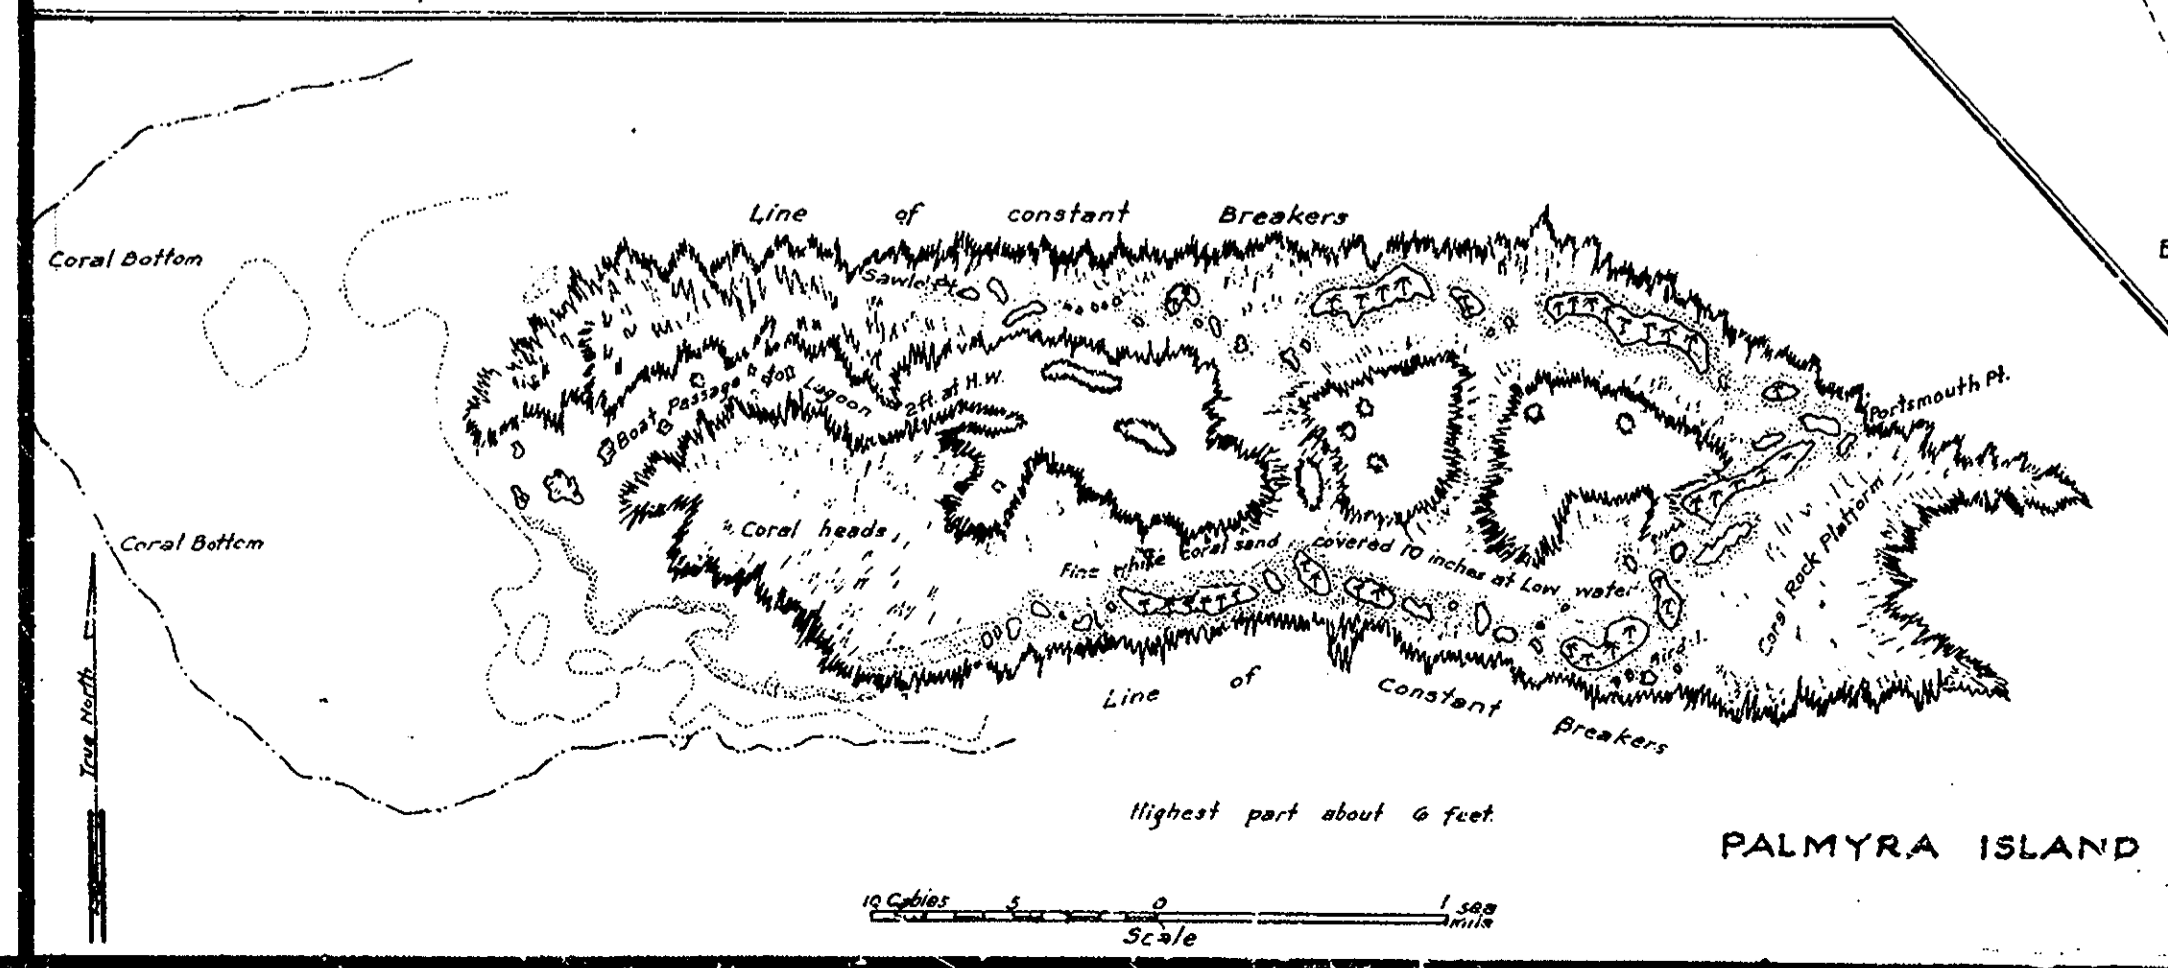 Line of constant Breakers
Coral Bottom
Sawle Pt.
Portsmouth Pt.
Boat Passage to Lagoon 2ft. at H.W.
Coral heads
Coral Bottom
Fine white coral sand covered 10 inches at Low water
Coral Rock Platform
Bird I.
Line of Constant Breakers
True North
Highest part about 6 feet.
PALMYRA ISLAND
10 Cables 5 0 1 sea mile
Scale